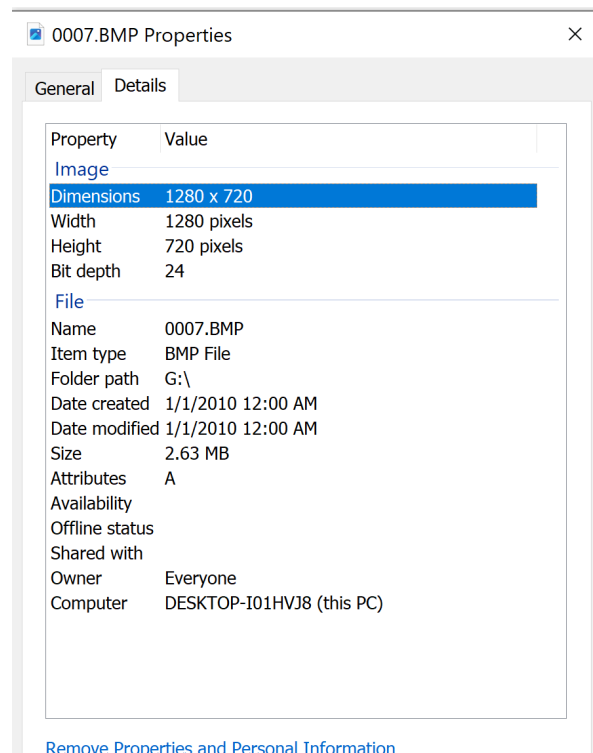 0007.BMP Properties
General Details
Property Value
Image
Dimensions 1280 x 720
Width 1280 pixels
Height 720 pixels
Bit depth 24
File
Name 0007.BMP
Item type BMP File
Folder path G:\
Date created 1/1/2010 12:00 AM
Date modified 1/1/2010 12:00 AM
Size 2.63 MB
Attributes A
Availability
Offline status
Shared with
Owner Everyone
Computer DESKTOP-I01HVJ8 (this PC)
Remove Properties and Personal Information